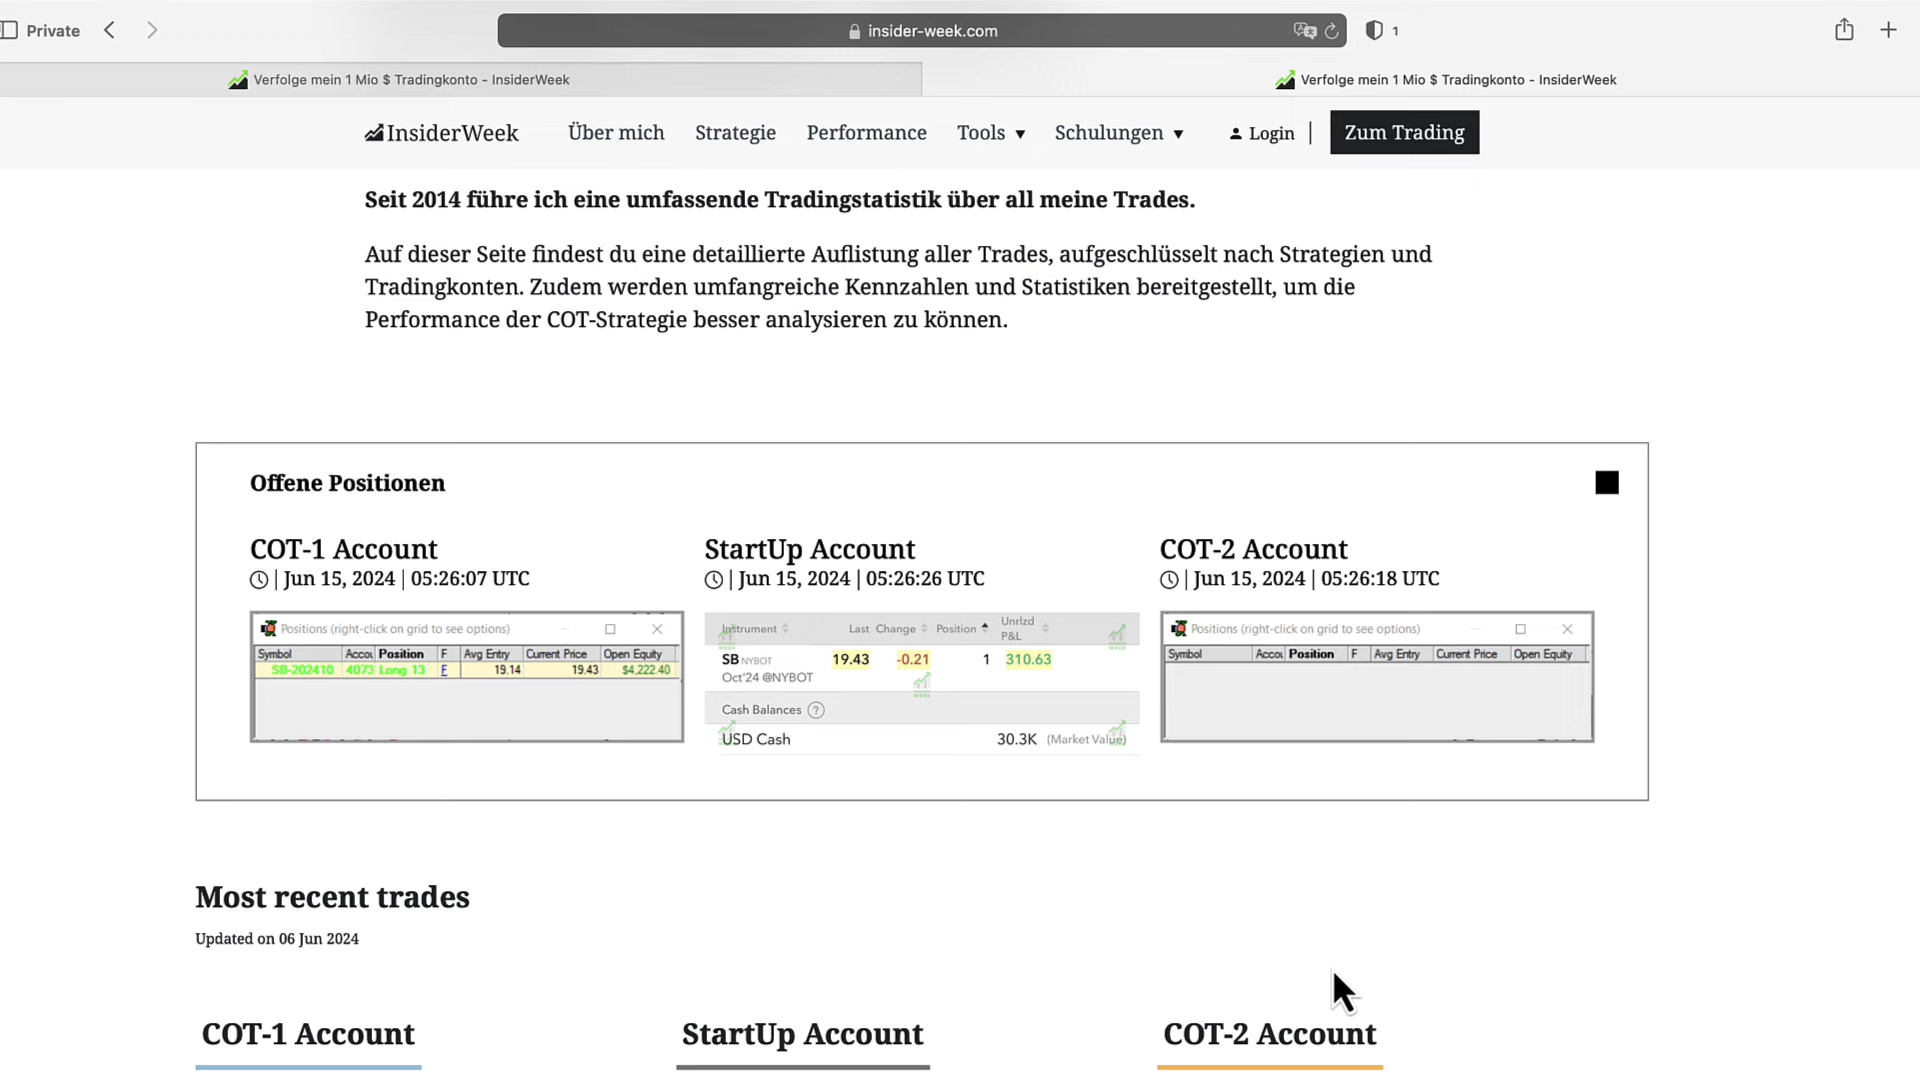 Private
insider-week.com
1
Verfolge mein 1 Mio $ Tradingkonto - InsiderWeek
Verfolge mein 1 Mio $ Tradingkonto - InsiderWeek
InsiderWeek Über mich Strategie Performance Tools ▼ Schulungen ▼ Login | Zum Trading
Seit 2014 führe ich eine umfassende Tradingstatistik über all meine Trades.
Auf dieser Seite findest du eine detaillierte Auflistung aller Trades, aufgeschlüsselt nach Strategien und
Tradingkonten. Zudem werden umfangreiche Kennzahlen und Statistiken bereitgestellt, um die
Performance der COT-Strategie besser analysieren zu können.
Offene Positionen
COT-1 Account
| Jun 15, 2024 | 05:26:07 UTC
Positions (right-click on grid to see options)
Symbol Accou Position F Avg Entry Current Price Open Equity
SB-202410 4073 Long 13 F 19.14 19.43 $4,222.40
StartUp Account
| Jun 15, 2024 | 05:26:26 UTC
Instrument Last Change Position Unrlzd
P&L
SB NYBOT 19.43 -0.21 1 310.63
Oct'24 @NYBOT
Cash Balances ?
USD Cash 30.3K (Market Value)
COT-2 Account
| Jun 15, 2024 | 05:26:18 UTC
Positions (right-click on grid to see options)
Symbol Accou Position F Avg Entry Current Price Open Equity
Most recent trades
Updated on 06 Jun 2024
COT-1 Account
StartUp Account
COT-2 Account